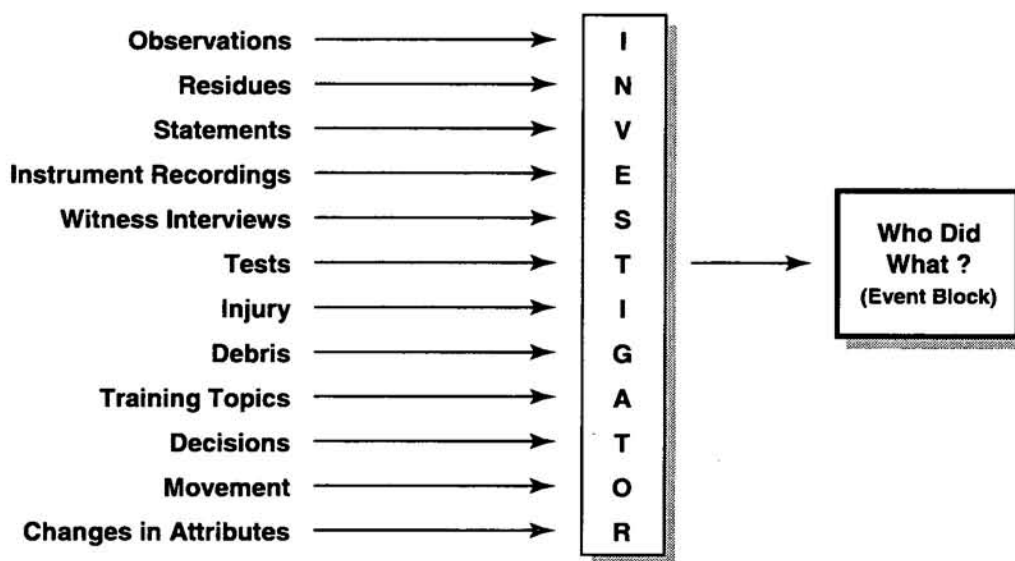 Observations
Residues
Statements
Instrument Recordings
Witness Interviews
Tests
Injury
Debris
Training Topics
Decisions
Movement
Changes in Attributes
I
N
V
E
S
T
I
G
A
T
O
R
Who Did
What ?
(Event Block)